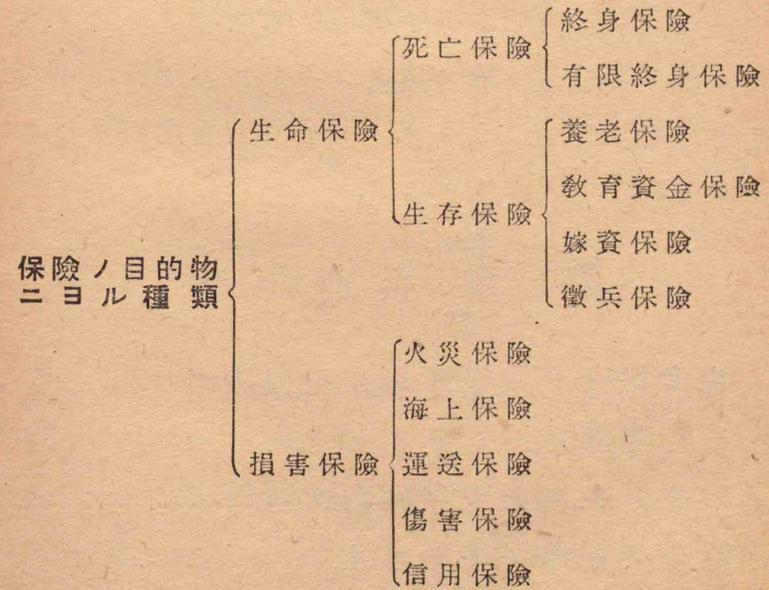 保險ノ目的物
ニヨル種類
生命保險
死亡保險
終身保險
有限終身保險
生存保險
養老保險
敎育資金保險
嫁資保險
徵兵保險
損害保險
火災保險
海上保險
運送保險
傷害保險
信用保險